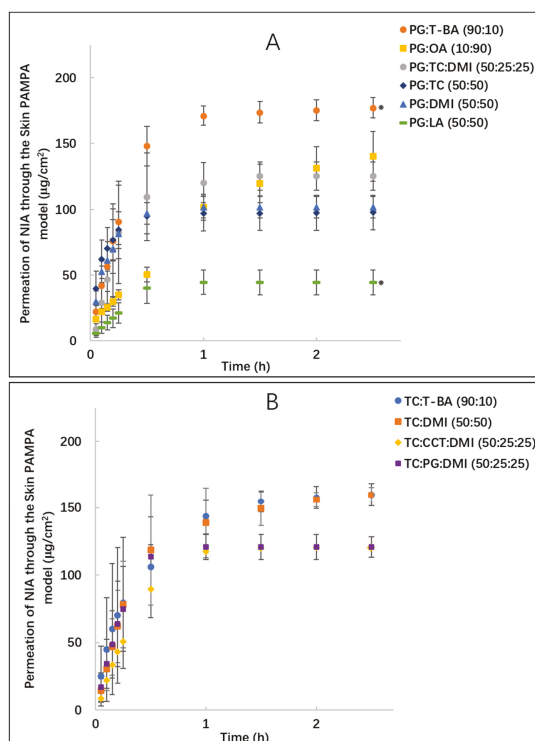 A
PG:T-BA (90:10)
PG:OA (10:90)
PG:TC:DMI (50:25:25)
PG:TC (50:50)
PG:DMI (50:50)
PG:LA (50:50)
Permeation of NIA through the Skin PAMPA
model (µg/cm²)
200
150
100
50
0
*
*
0
1
2
Time (h)
B
TC:T-BA (90:10)
TC:DMI (50:50)
TC:CCT:DMI (50:25:25)
TC:PG:DMI (50:25:25)
Permeation of NIA through the Skin PAMPA
model (µg/cm²)
200
150
100
50
0
0
1
2
Time (h)